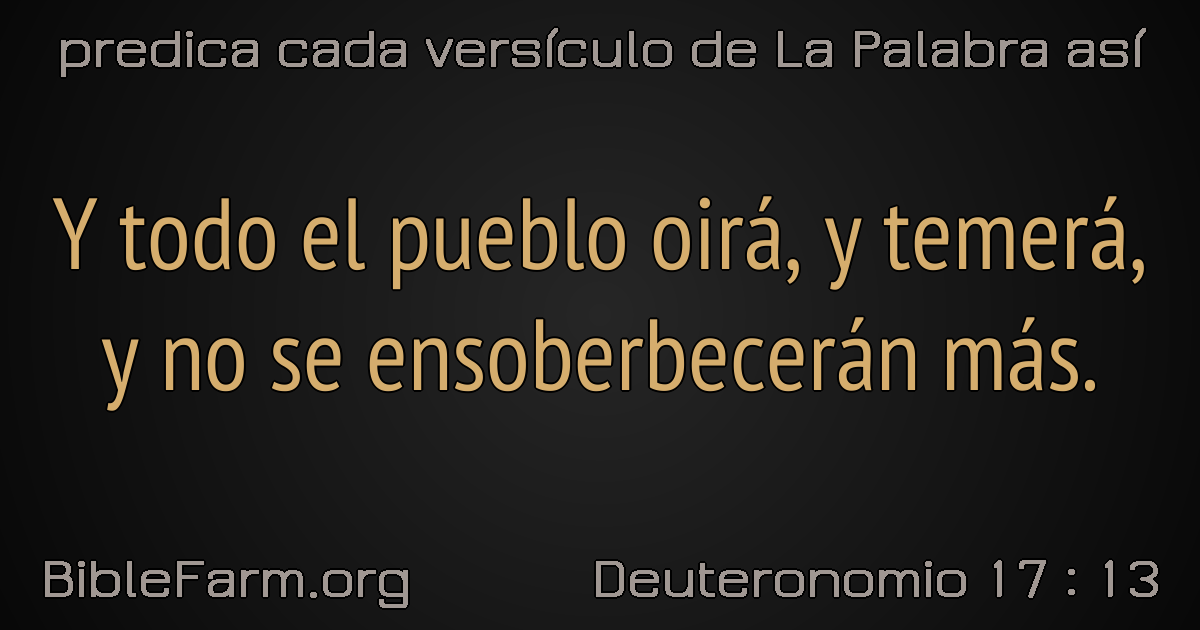 predica cada versículo de La Palabra así
Y todo el pueblo oirá, y temerá,
y no se ensoberbecerán más.
BibleFarm.org
Deuteronomio 17 : 13